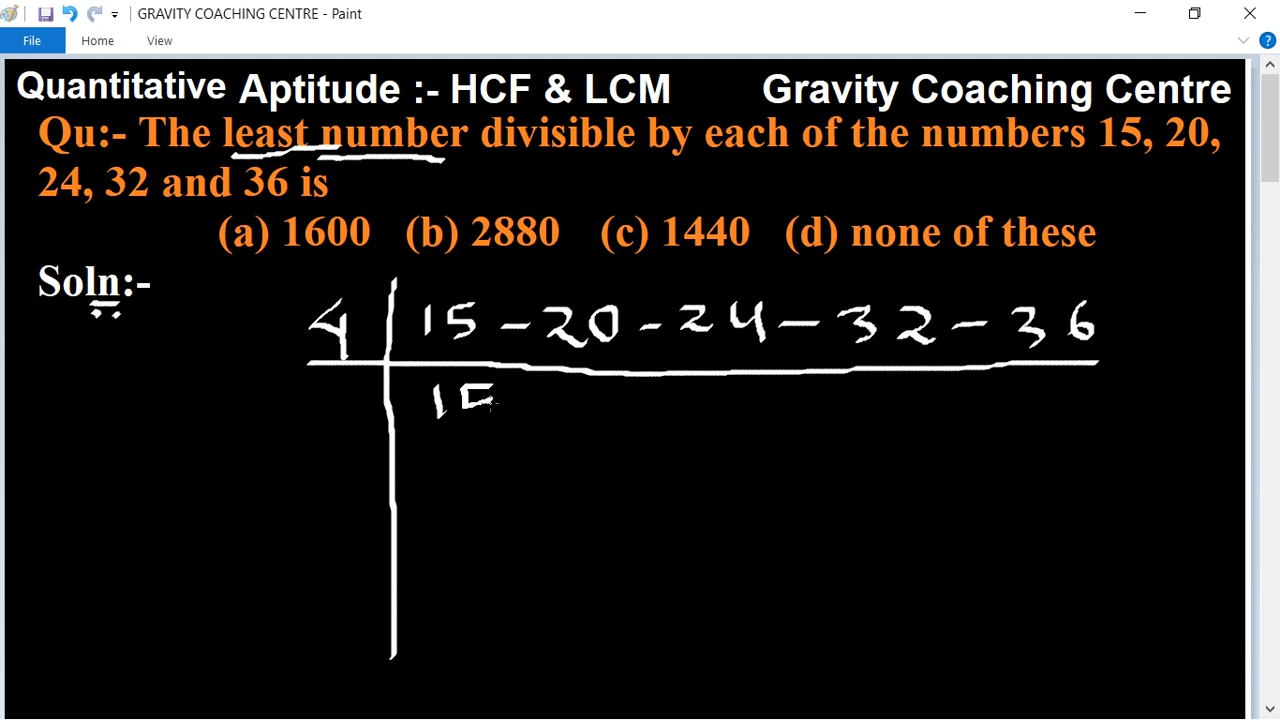 GRAVITY COACHING CENTRE - Paint
File Home View
Quantitative Aptitude :- HCF & LCM Gravity Coaching Centre
Qu:- The least number divisible by each of the numbers 15, 20,
24, 32 and 36 is
(a) 1600 (b) 2880 (c) 1440 (d) none of these
Soln:-
4 15 - 20 - 24 - 32 - 36
15